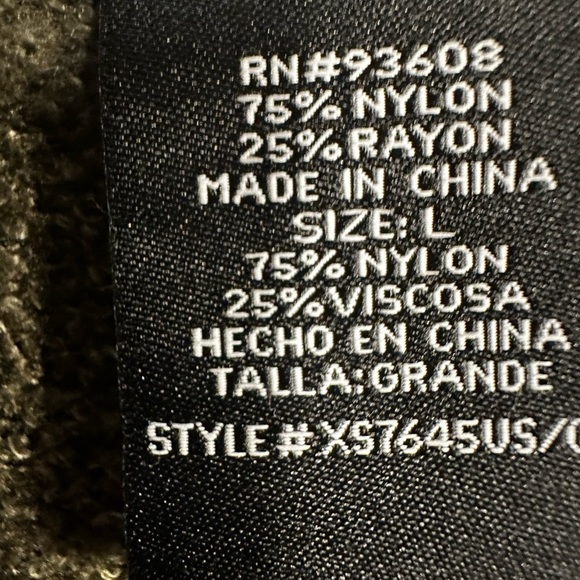 RN#93608
75% NYLON
25% RAYON
MADE IN CHINA
SIZE: L
75% NYLON
25% VISCOSA
HECHO EN CHINA
TALLA:GRANDE
STYLE # XS7645US/